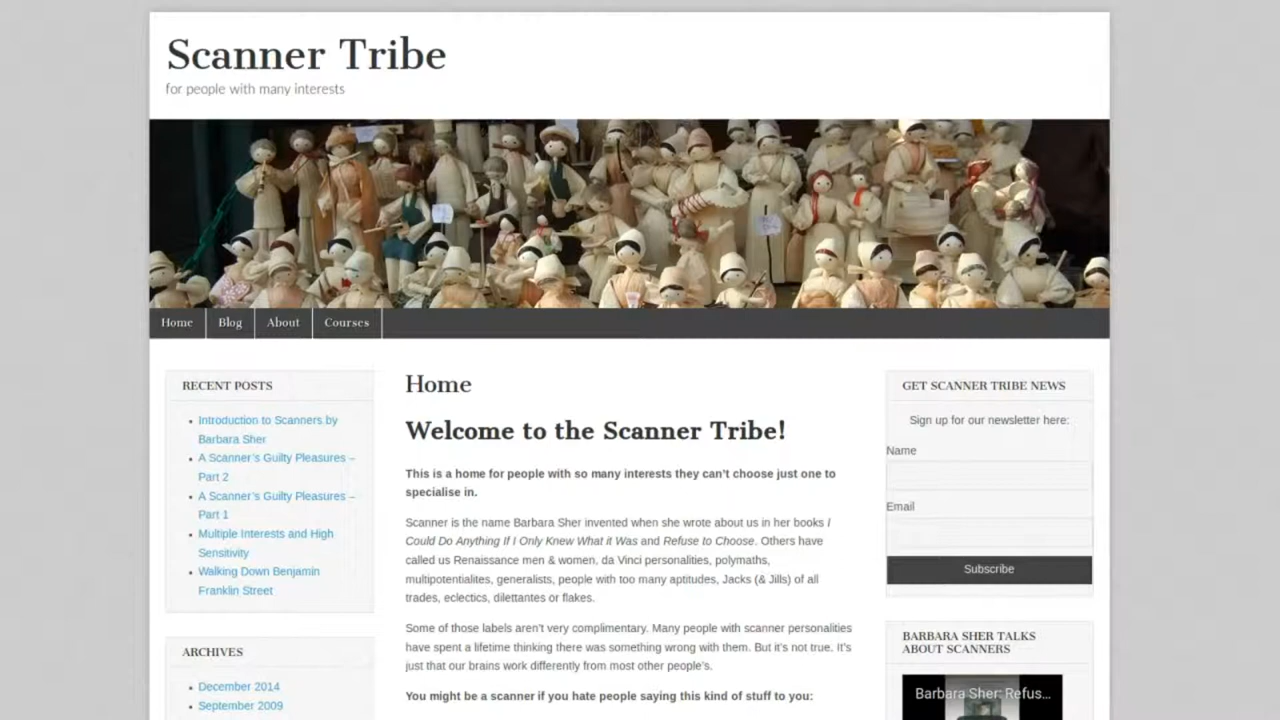 Scanner Tribe
for people with many interests
Home
Blog
About
Courses
RECENT POSTS
Introduction to Scanners by
Barbara Sher
A Scanner's Guilty Pleasures –
Part 2
A Scanner's Guilty Pleasures –
Part 1
Multiple Interests and High
Sensitivity
Walking Down Benjamin
Franklin Street
ARCHIVES
December 2014
September 2009
Home
Welcome to the Scanner Tribe!
This is a home for people with so many interests they can't choose just one to
specialise in.
Scanner is the name Barbara Sher invented when she wrote about us in her books I
Could Do Anything If I Only Knew What it Was and Refuse to Choose. Others have
called us Renaissance men & women, da Vinci personalities, polymaths,
multipotentialites, generalists, people with too many aptitudes, Jacks (& Jills) of all
trades, eclectics, dilettantes or flakes.
Some of those labels aren't very complimentary. Many people with scanner personalities
have spent a lifetime thinking there was something wrong with them. But it's not true. It's
just that our brains work differently from most other people's.
You might be a scanner if you hate people saying this kind of stuff to you:
GET SCANNER TRIBE NEWS
Sign up for our newsletter here:
Name
Email
Subscribe
BARBARA SHER TALKS
ABOUT SCANNERS
Barbara Sher: Refus...